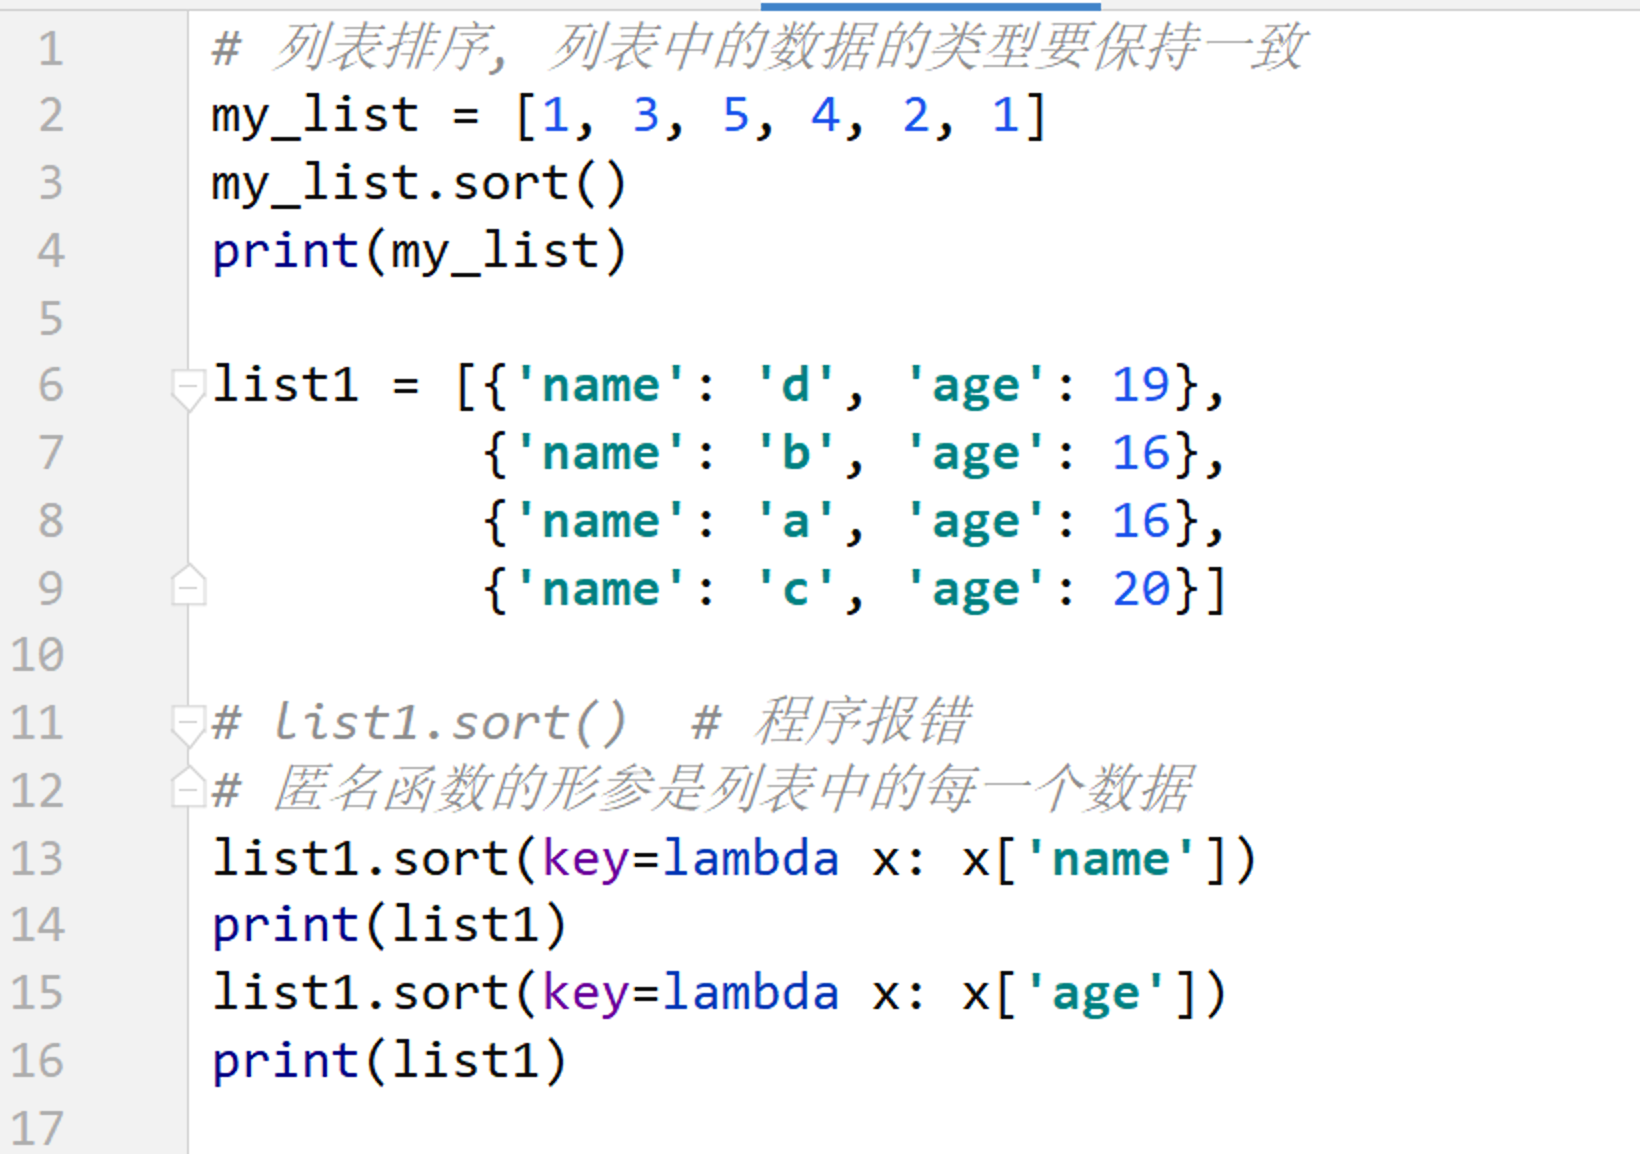 1 # 列表排序, 列表中的数据的类型要保持一致
2 my_list = [1, 3, 5, 4, 2, 1]
3 my_list.sort()
4 print(my_list)
5
6 list1 = [{'name': 'd', 'age': 19},
7          {'name': 'b', 'age': 16},
8          {'name': 'a', 'age': 16},
9          {'name': 'c', 'age': 20}]
10
11 # list1.sort()  # 程序报错
12 # 匿名函数的形参是列表中的每一个数据
13 list1.sort(key=lambda x: x['name'])
14 print(list1)
15 list1.sort(key=lambda x: x['age'])
16 print(list1)
17